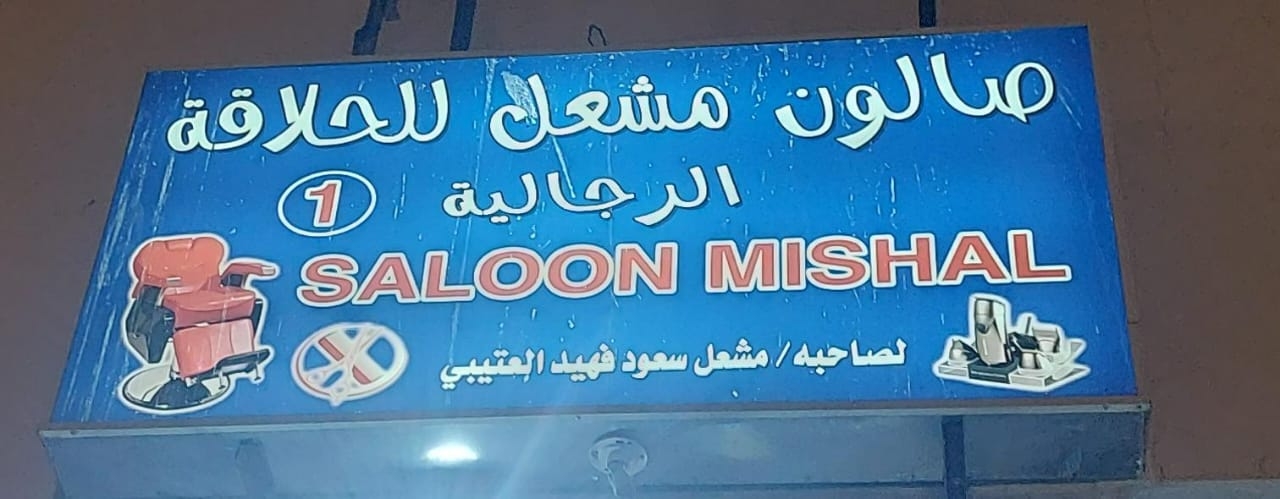 صالون مشعل للحلاقة
الرجالية
1
SALOON MISHAL
لصاحبه / مشعل سعود فهيد العتيبي